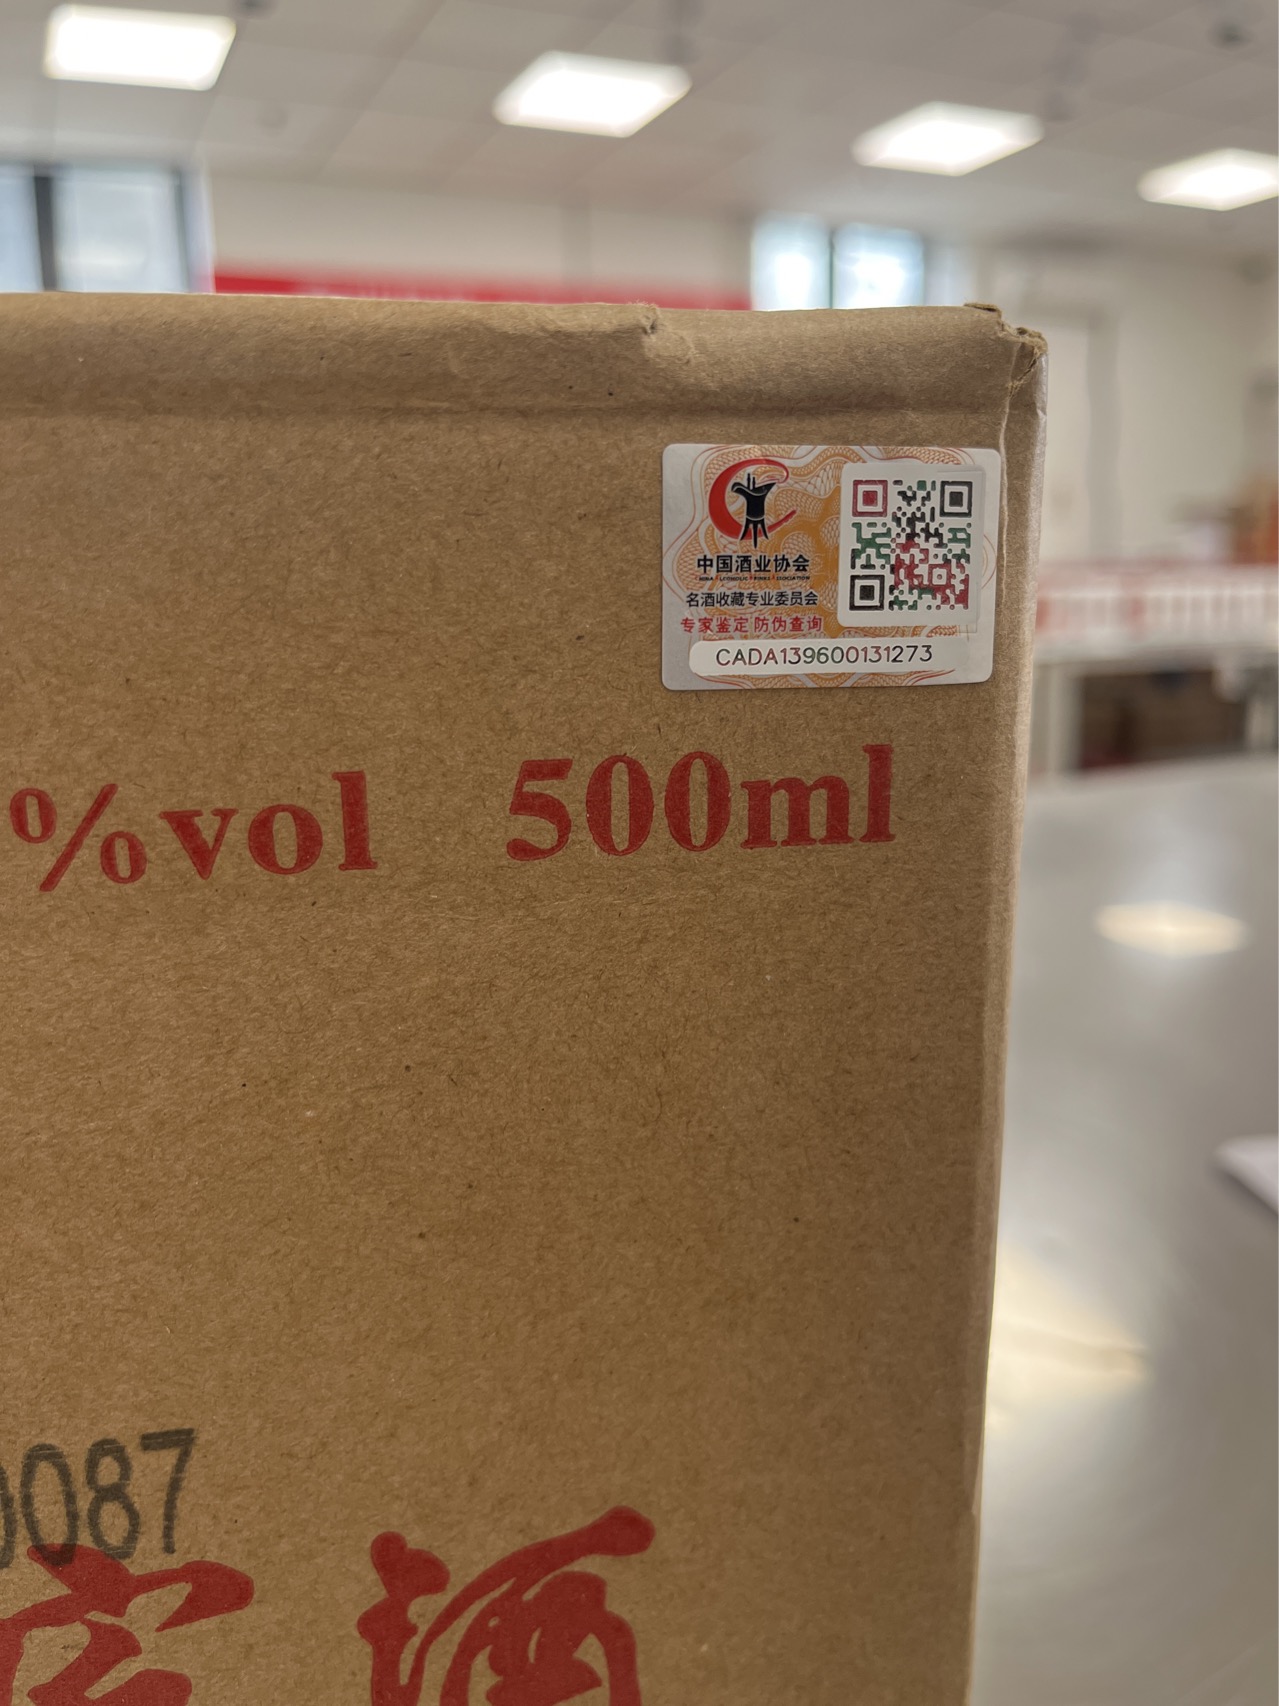 中国酒业协会
名酒收藏专业委员会
专家鉴定 防伪查询
CADA139600131273
%vol 500ml
0087
酒